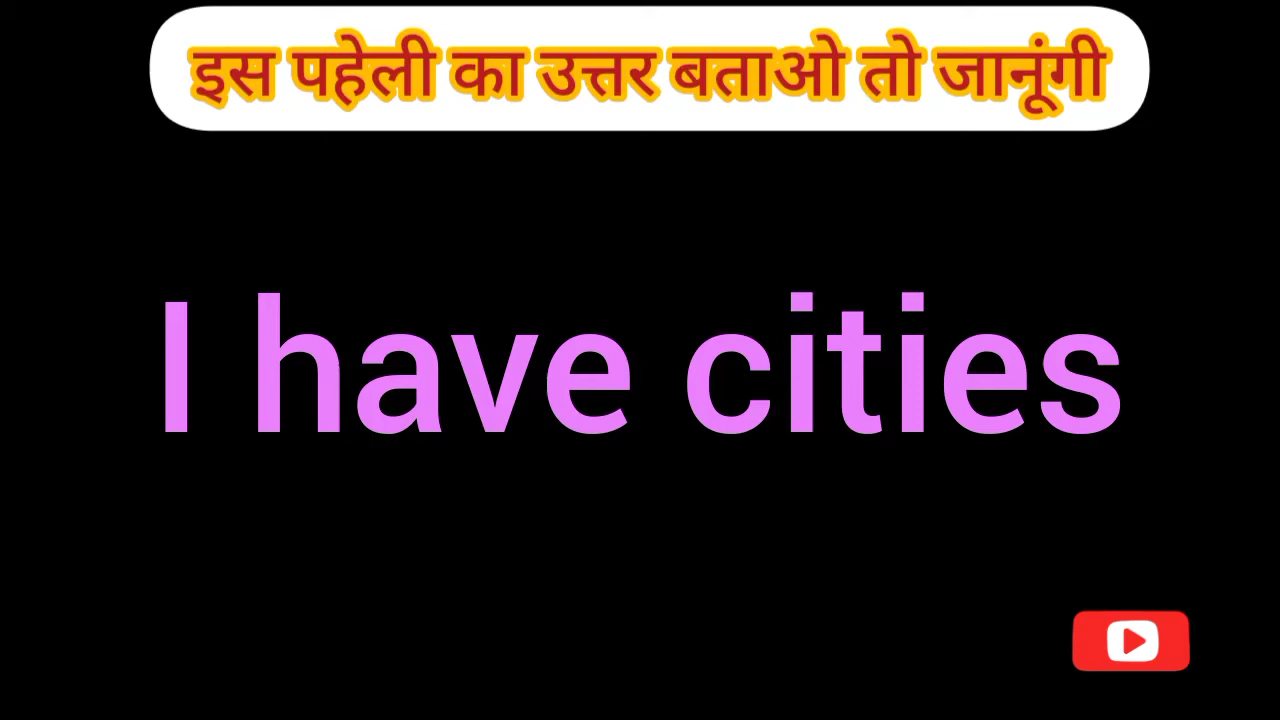 इस पहेली का उत्तर बताओ तो जानूंगी
I have cities